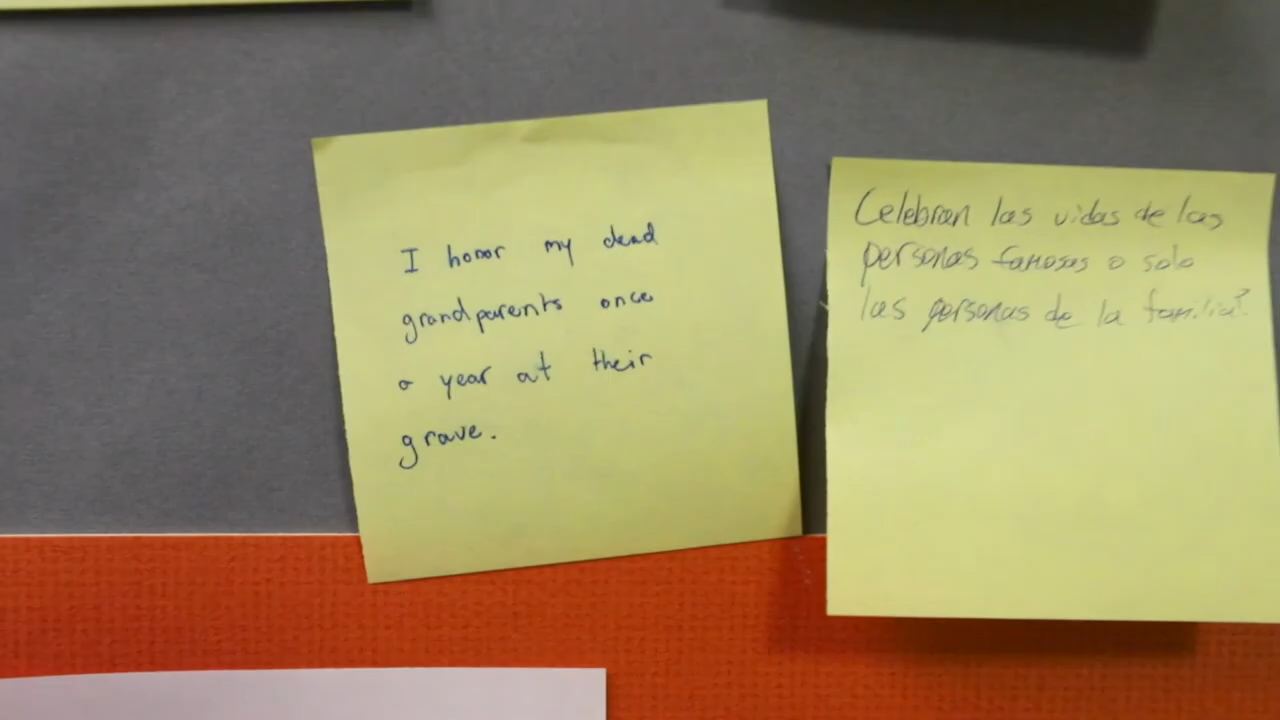 I honor my dead
grandparents once
a year at their
grave.
Celebran las vidas de las
personas famosas o solo
las personas de la familia?